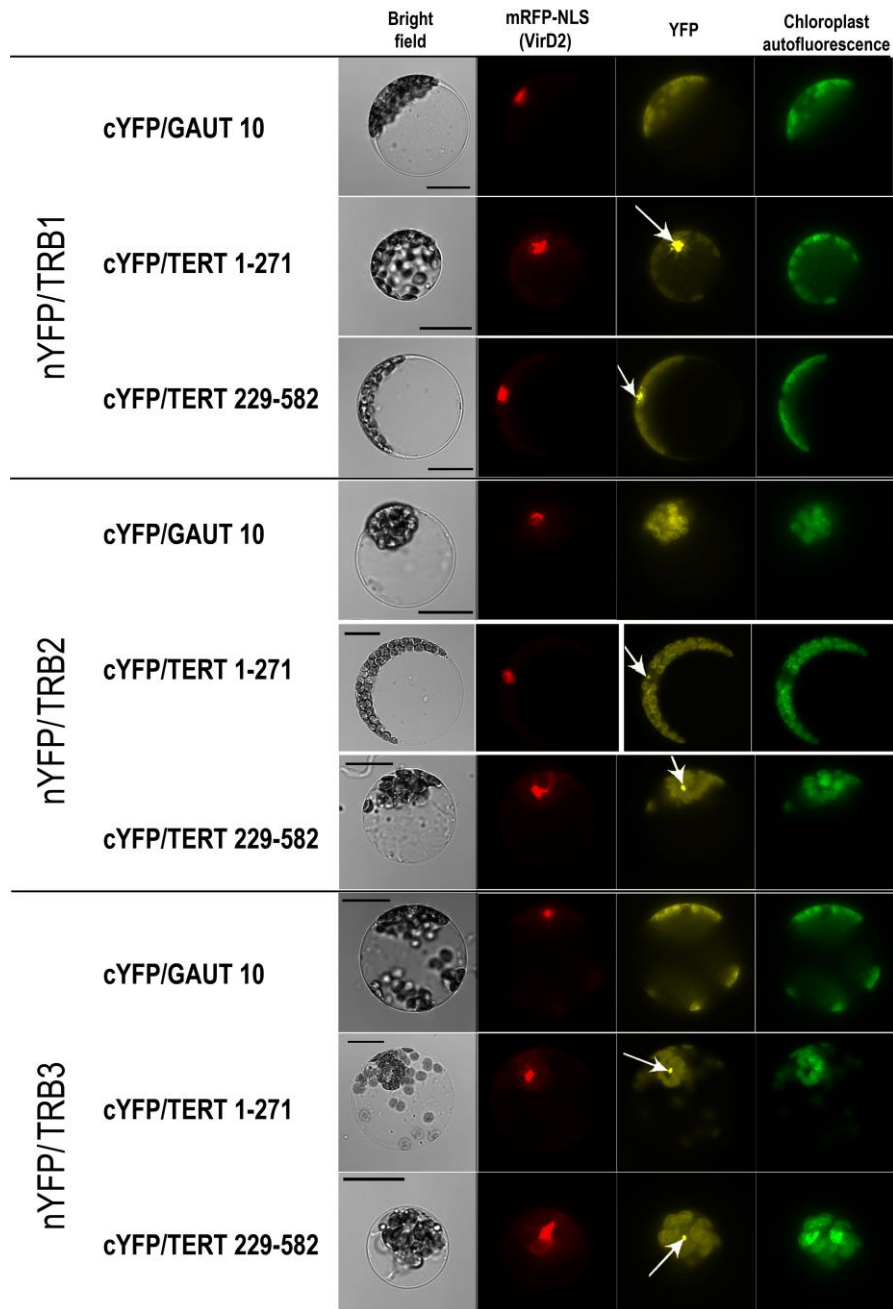 Bright field
mRFP-NLS (VirD2)
YFP
Chloroplast autofluorescence
nYFP/TRB1
cYFP/GAUT 10
cYFP/TERT 1-271
cYFP/TERT 229-582
nYFP/TRB2
cYFP/GAUT 10
cYFP/TERT 1-271
cYFP/TERT 229-582
nYFP/TRB3
cYFP/GAUT 10
cYFP/TERT 1-271
cYFP/TERT 229-582